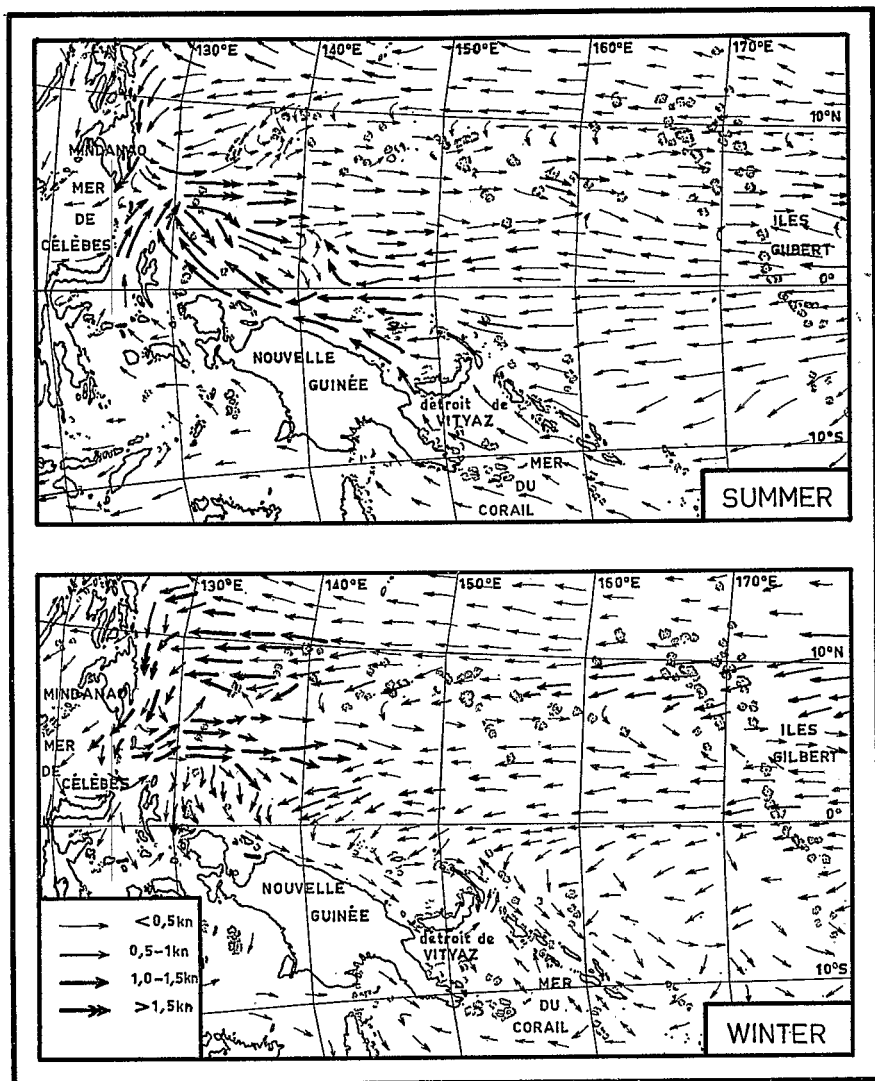 130°E 140°E 150°E 160°E 170°E
10°N
MINDANAO
MER
DE
CÉLÈBES
ILES
GILBERT
0°
NOUVELLE
GUINÉE
détroit de
VITYAZ
10°S
MER
DU
CORAIL
SUMMER
130°E 140°E 150°E 160°E 170°E
10°N
MINDANAO
MER
DE
CÉLÈBES
ILES
GILBERT
0°
NOUVELLE
GUINÉE
détroit de
VITYAZ
10°S
MER
DU
CORAIL
<0,5kn
0,5-1kn
1,0-1,5kn
>1,5kn
WINTER